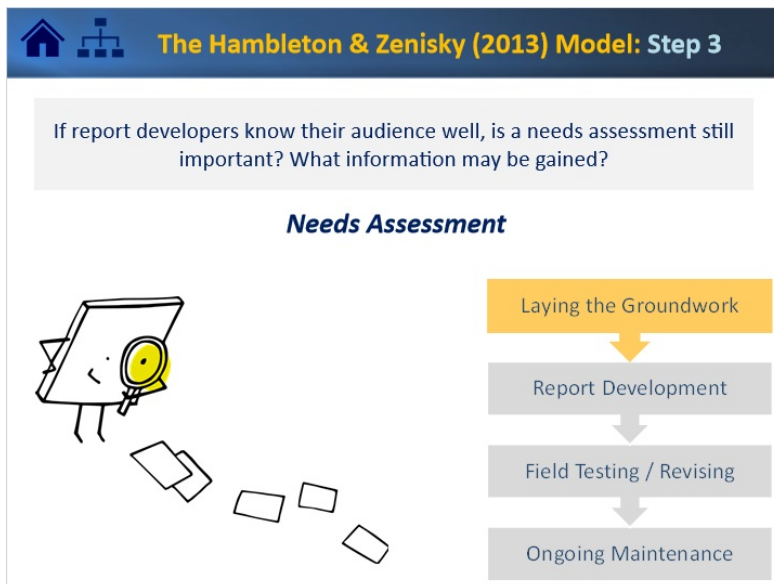 The Hambleton & Zenisky (2013) Model: Step 3
If report developers know their audience well, is a needs assessment still
important? What information may be gained?
Needs Assessment
Laying the Groundwork
Report Development
Field Testing / Revising
Ongoing Maintenance